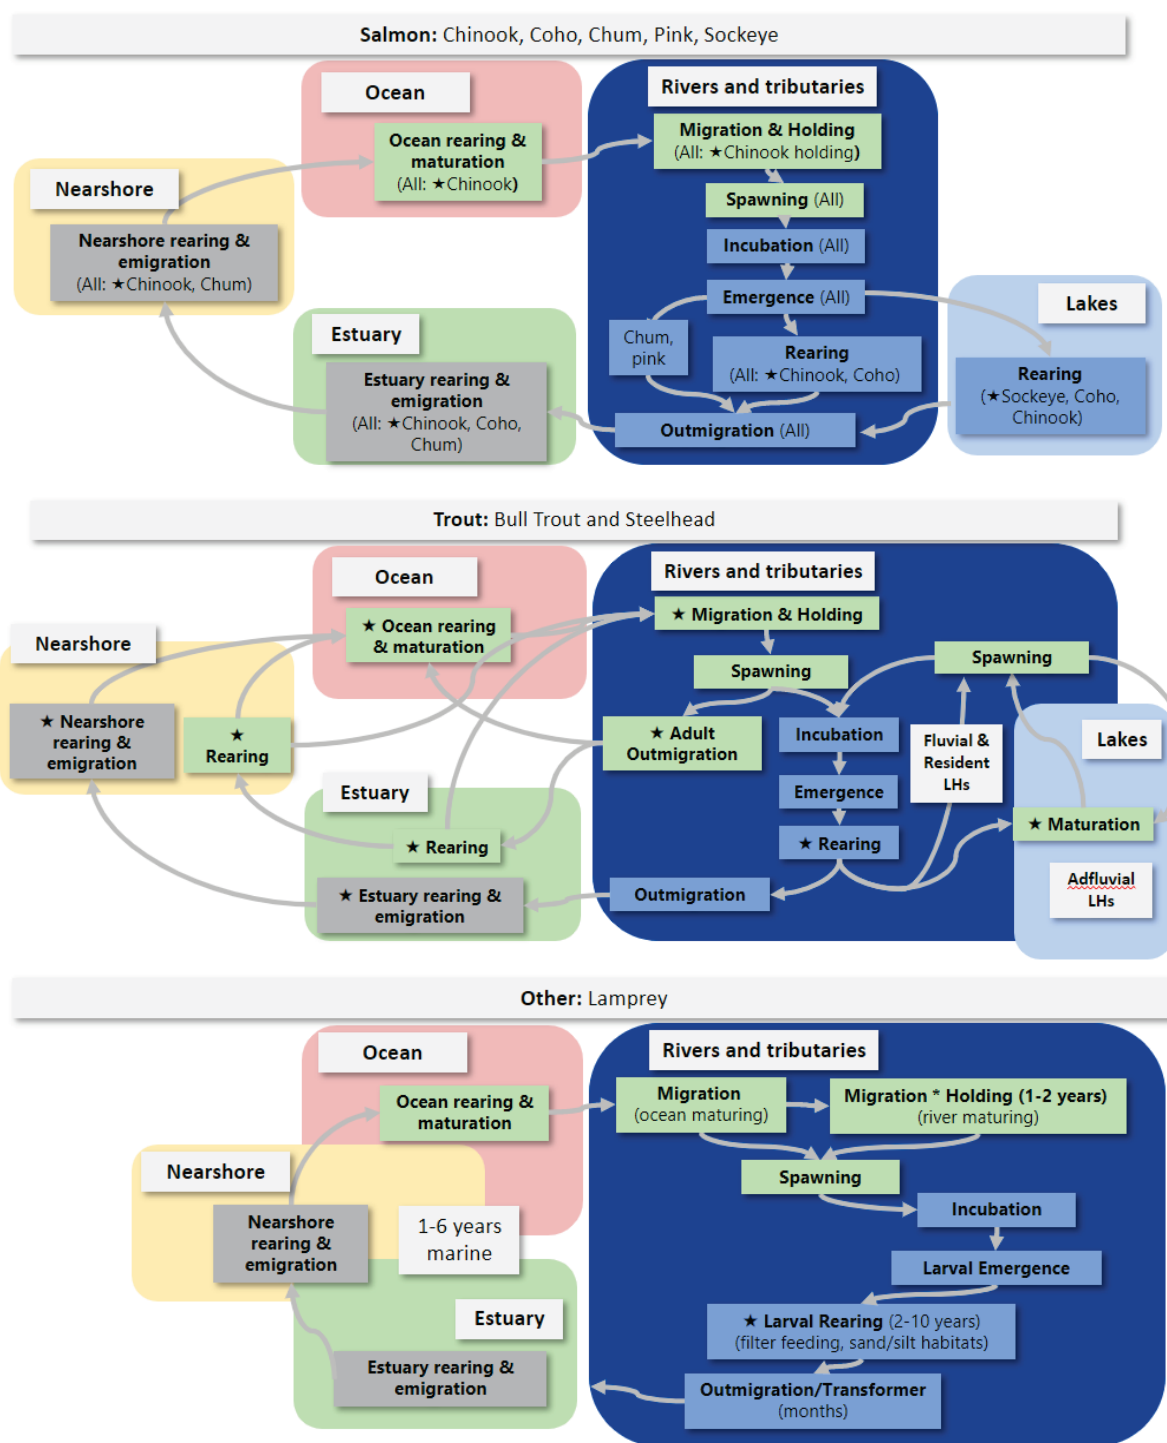 Salmon: Chinook, Coho, Chum, Pink, Sockeye
Ocean
Rivers and tributaries
Ocean rearing &
maturation
(All: ★Chinook)
Migration & Holding
(All: ★Chinook holding)
Nearshore
Nearshore rearing &
emigration
(All: ★Chinook, Chum)
Spawning (All)
Incubation (All)
Emergence (All)
Lakes
Estuary
Chum,
pink
Rearing
(All: ★Chinook, Coho)
Rearing
(★Sockeye, Coho,
Chinook)
Estuary rearing &
emigration
(All: ★Chinook, Coho,
Chum)
Outmigration (All)
Trout: Bull Trout and Steelhead
Ocean
Rivers and tributaries
★ Ocean rearing
& maturation
★ Migration & Holding
Nearshore
Spawning
Spawning
★ Nearshore
rearing &
emigration
★
Rearing
★ Adult
Outmigration
Incubation
Fluvial &
Resident
LHs
Lakes
Estuary
Emergence
★ Rearing
★ Rearing
★ Maturation
★ Estuary rearing &
emigration
Outmigration
Adfluvial
LHs
Other: Lamprey
Ocean
Rivers and tributaries
Ocean rearing &
maturation
Migration
(ocean maturing)
Migration * Holding (1-2 years)
(river maturing)
Nearshore
Spawning
Nearshore
rearing &
emigration
1-6 years
marine
Incubation
Larval Emergence
Estuary
★ Larval Rearing (2-10 years)
(filter feeding, sand/silt habitats)
Estuary rearing &
emigration
Outmigration/Transformer
(months)